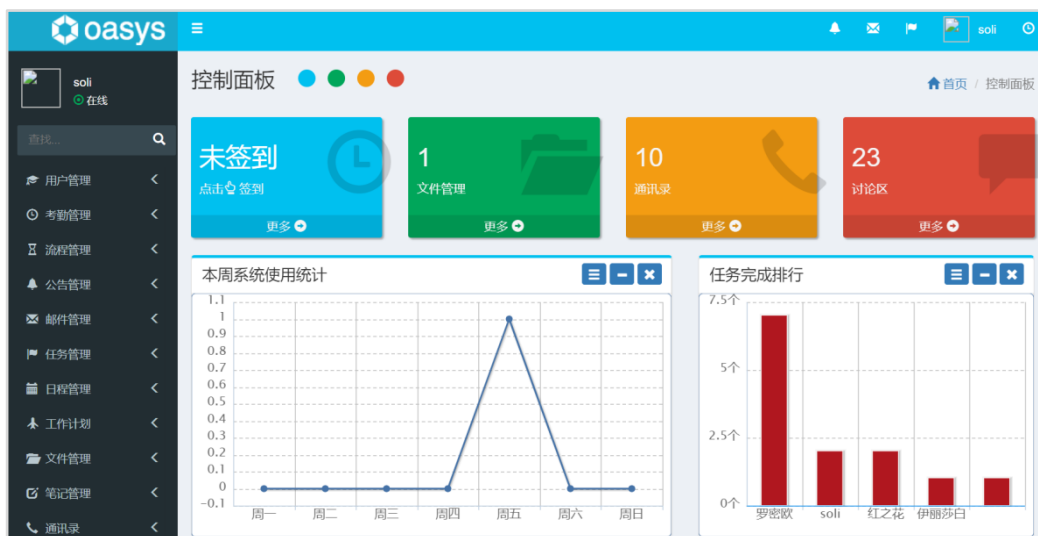 oasys
soli
soli
在线
查找...
用户管理
考勤管理
流程管理
公告管理
邮件管理
任务管理
日程管理
工作计划
文件管理
笔记管理
通讯录
控制面板
首页 / 控制面板
未签到
点击 签到
更多
1
文件管理
更多
10
通讯录
更多
23
讨论区
更多
本周系统使用统计
1.1
1
0.9
0.8
0.7
0.6
0.5
0.4
0.3
0.2
0.1
0
-0.1
周一 周二 周三 周四 周五 周六 周日
任务完成排行
7.5个
5个
2.5个
0个
罗密欧 soli 红之花 伊丽莎白